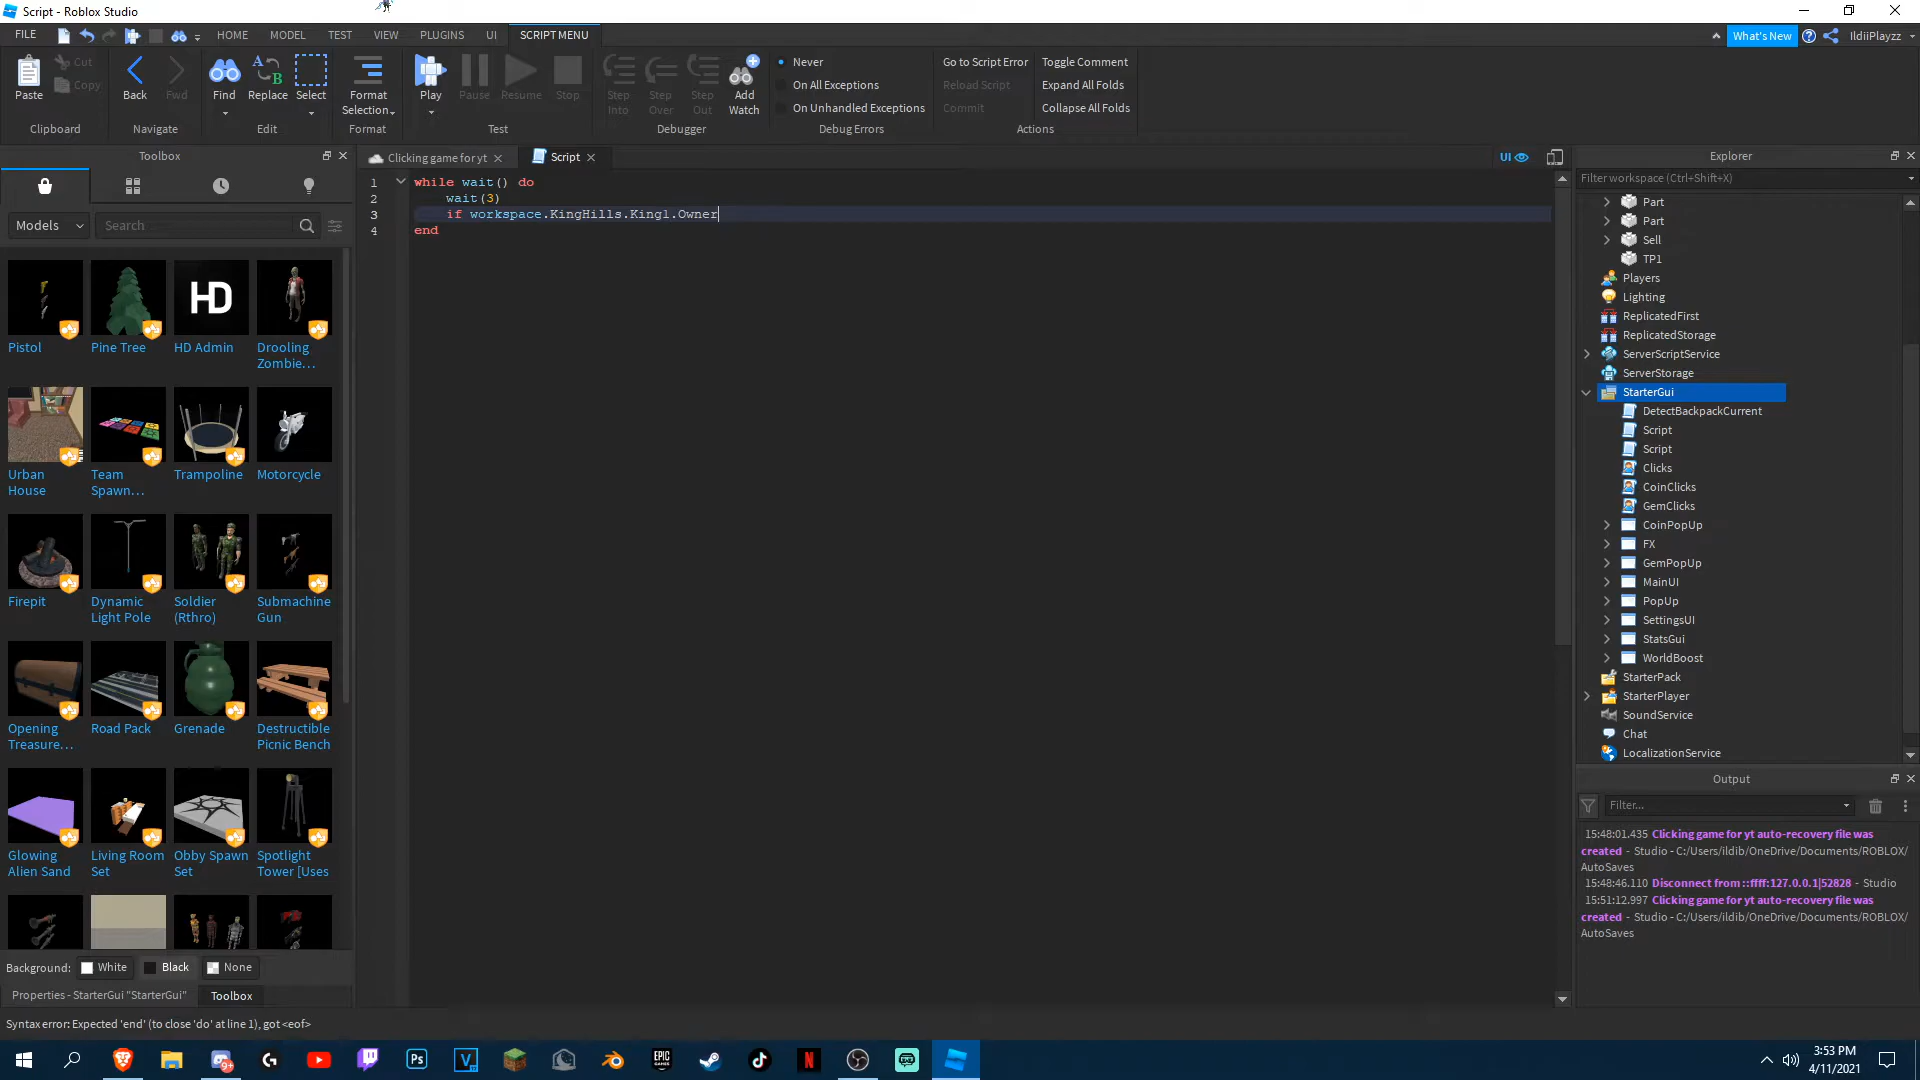 Script - Roblox Studio
FILE
HOME
MODEL
TEST
VIEW
PLUGINS
UI
SCRIPT MENU
What's New
IldiiPlayzz
Paste
Cut
Copy
Clipboard
Back
Fwd
Navigate
Find
Replace
Select
Edit
Format
Selection
Format
Play
Pause
Resume
Stop
Test
Step
Into
Step
Over
Step
Out
Add
Watch
Debugger
Never
On All Exceptions
On Unhandled Exceptions
Debug Errors
Go to Script Error
Reload Script
Commit
Toggle Comment
Expand All Folds
Collapse All Folds
Actions
Toolbox
Models
Search
Pistol
Pine Tree
HD
HD Admin
Drooling
Zombie...
Urban
House
Team
Spawn...
Trampoline
Motorcycle
Firepit
Dynamic
Light Pole
Soldier
(Rthro)
Submachine
Gun
Opening
Treasure...
Road Pack
Grenade
Destructible
Picnic Bench
Glowing
Alien Sand
Living Room
Set
Obby Spawn
Set
Spotlight
Tower [Uses
Background:
White
Black
None
Properties - StarterGui "StarterGui"
Toolbox
Clicking game for yt
Script
UI
1 while wait() do
2 wait(3)
3 if workspace.KingHills.King1.Owner
4 end
Explorer
Filter workspace (Ctrl+Shift+X)
Part
Part
Sell
TP1
Players
Lighting
ReplicatedFirst
ReplicatedStorage
ServerScriptService
ServerStorage
StarterGui
DetectBackpackCurrent
Script
Script
Clicks
CoinClicks
GemClicks
CoinPopUp
FX
GemPopUp
MainUI
PopUp
SettingsUI
StatsGui
WorldBoost
StarterPack
StarterPlayer
SoundService
Chat
LocalizationService
Output
Filter...
15:48:01.435 Clicking game for yt auto-recovery file was
created - Studio - C:/Users/ildib/OneDrive/Documents/ROBLOX/
AutoSaves
15:48:46.110 Disconnect from ::ffff:127.0.0.1|52828 - Studio
15:51:12.997 Clicking game for yt auto-recovery file was
created - Studio - C:/Users/ildib/OneDrive/Documents/ROBLOX/
AutoSaves
Syntax error: Expected 'end' (to close 'do' at line 1), got <eof>
9+
Ps
V
EPIC
GAMES
N
3:53 PM
4/11/2021